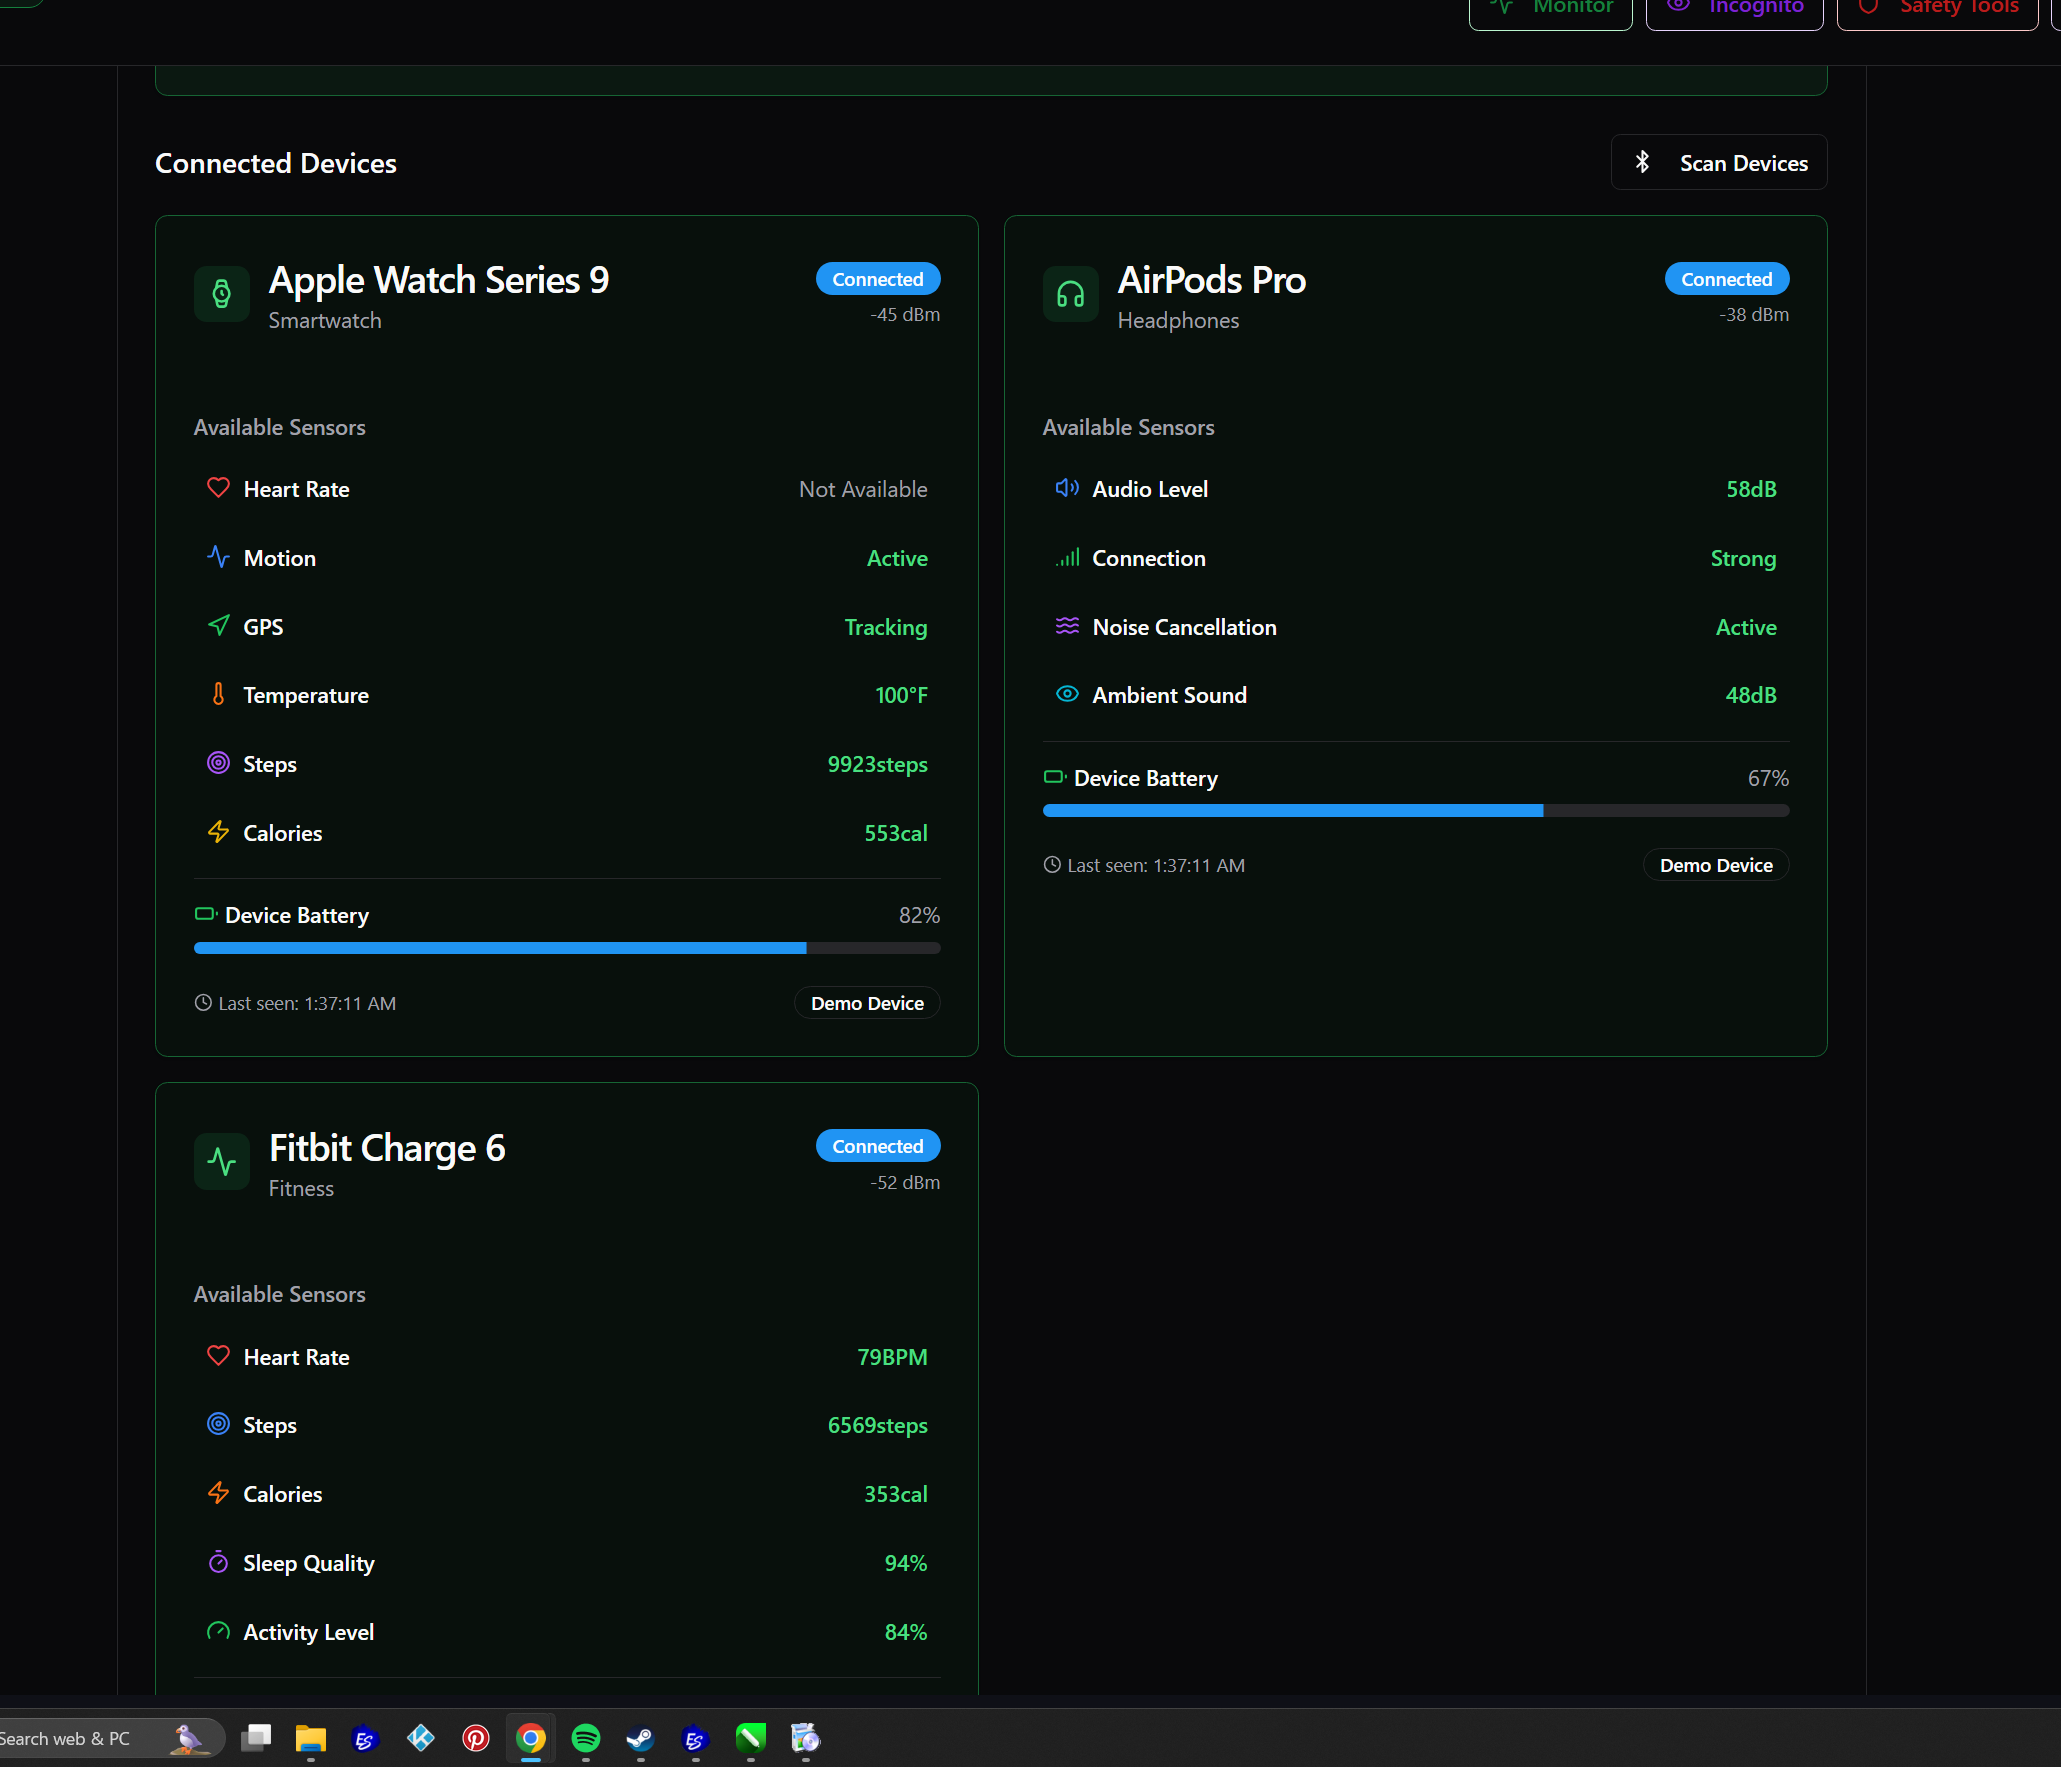 Monitor
Incognito
Safety Tools
Connected Devices
Scan Devices
Apple Watch Series 9
Smartwatch
Connected
-45 dBm
Available Sensors
Heart Rate Not Available
Motion Active
GPS Tracking
Temperature 100°F
Steps 9923steps
Calories 553cal
Device Battery 82%
Last seen: 1:37:11 AM Demo Device
AirPods Pro
Headphones
Connected
-38 dBm
Available Sensors
Audio Level 58dB
Connection Strong
Noise Cancellation Active
Ambient Sound 48dB
Device Battery 67%
Last seen: 1:37:11 AM Demo Device
Fitbit Charge 6
Fitness
Connected
-52 dBm
Available Sensors
Heart Rate 79BPM
Steps 6569steps
Calories 353cal
Sleep Quality 94%
Activity Level 84%
Search web & PC
ES
ES